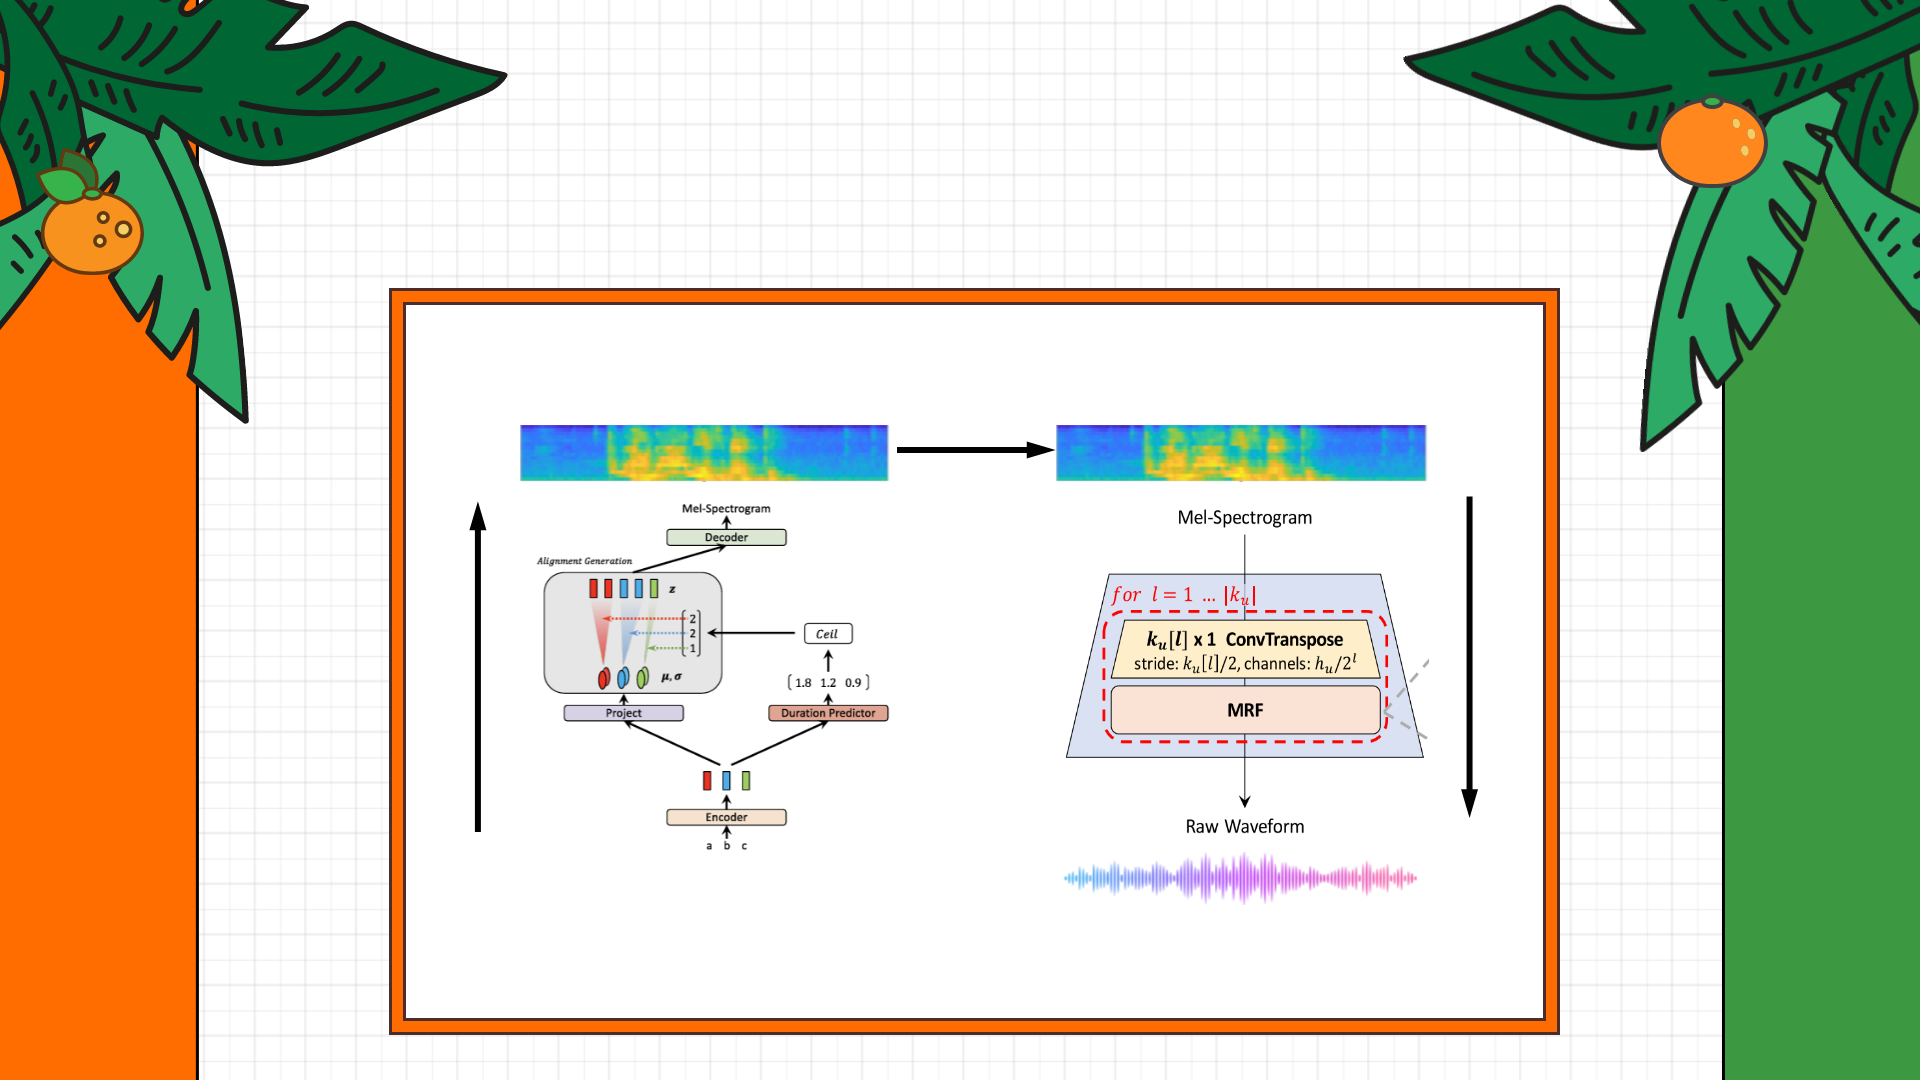 Mel-Spectrogram
Decoder
Alignment Generation
z
2
2
1
μ, σ
Ceil
[ 1.8 1.2 0.9 ]
Project
Duration Predictor
Encoder
a b c
Mel-Spectrogram
for l = 1 ... |k_u|
k_u[l] x 1 ConvTranspose
stride: k_u[l]/2, channels: h_u/2^l
MRF
Raw Waveform